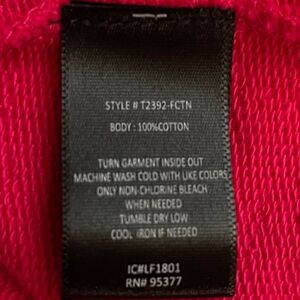 STYLE # T2392-FCTN
BODY : 100%COTTON
TURN GARMENT INSIDE OUT
MACHINE WASH COLD WITH LIKE COLORS
ONLY NON-CHLORINE BLEACH
WHEN NEEDED
TUMBLE DRY LOW
COOL IRON IF NEEDED
IC#LF1801
RN# 95377